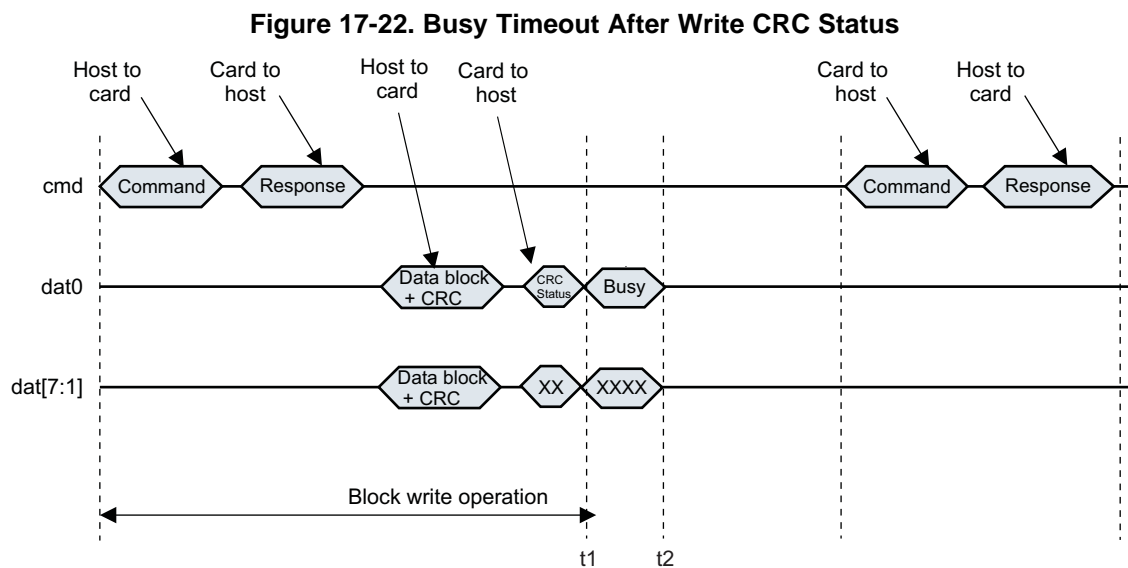 Figure 17-22. Busy Timeout After Write CRC Status
Host to
card
Card to
host
Host to
card
Card to
host
Card to
host
Host to
card
cmd
Command
Response
Command
Response
dat0
Data block
+ CRC
CRC
Status
Busy
dat[7:1]
Data block
+ CRC
XX
XXXX
Block write operation
t1
t2